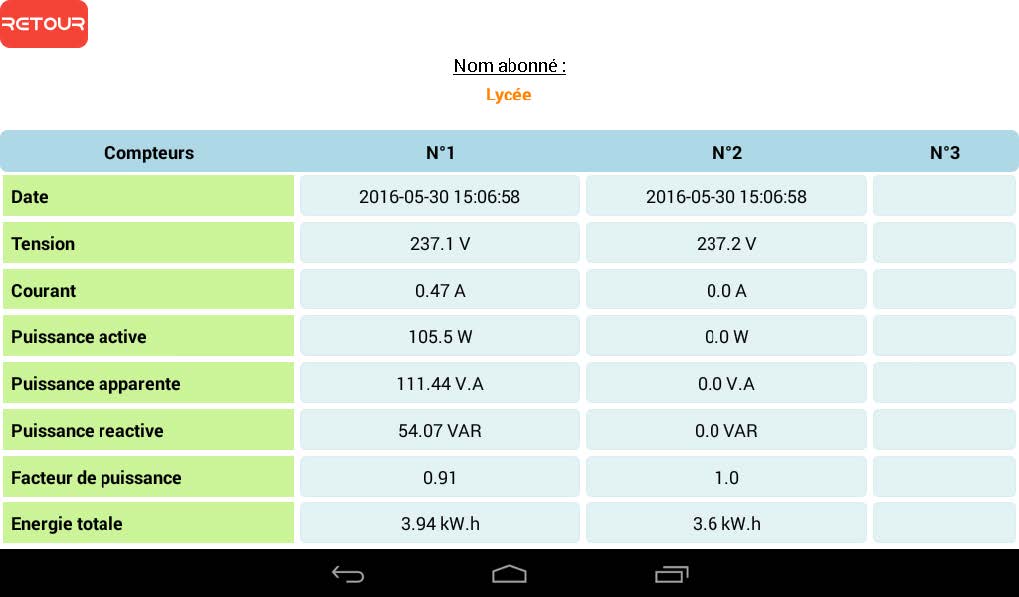 RETOUR
Nom abonné :
Lycée
Compteurs N°1 N°2 N°3
Date 2016-05-30 15:06:58 2016-05-30 15:06:58
Tension 237.1 V 237.2 V
Courant 0.47 A 0.0 A
Puissance active 105.5 W 0.0 W
Puissance apparente 111.44 V.A 0.0 V.A
Puissance reactive 54.07 VAR 0.0 VAR
Facteur de puissance 0.91 1.0
Energie totale 3.94 kW.h 3.6 kW.h